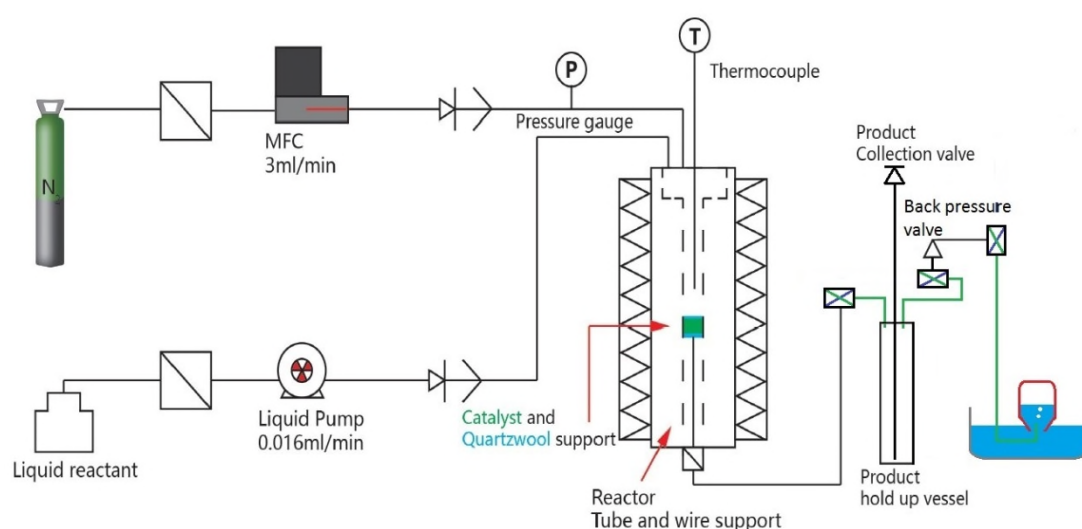 T
Thermocouple
P
Pressure gauge
MFC
3ml/min
N2
Product
Collection valve
Back pressure
valve
Liquid Pump
0.016ml/min
Liquid reactant
Catalyst and
Quartzwool support
Reactor
Tube and wire support
Product
hold up vessel